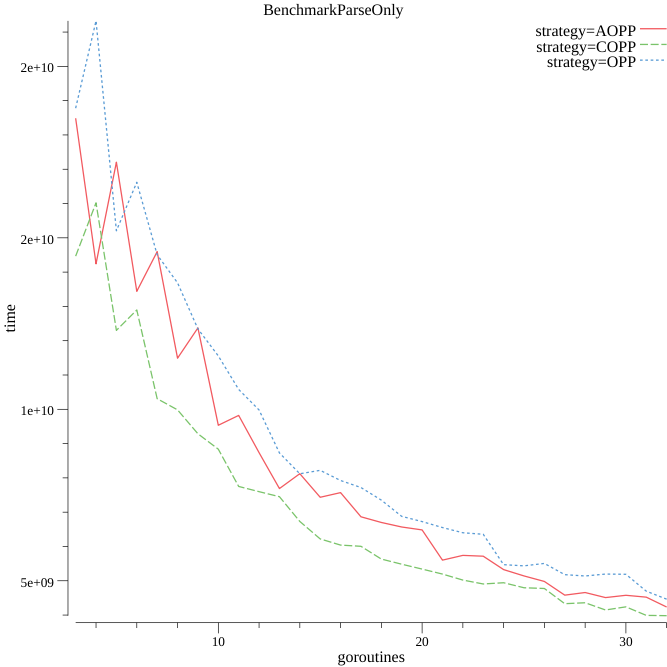 BenchmarkParseOnly
strategy=AOPP
strategy=COPP
strategy=OPP
2e+10
2e+10
1e+10
5e+09
time
10
20
30
goroutines